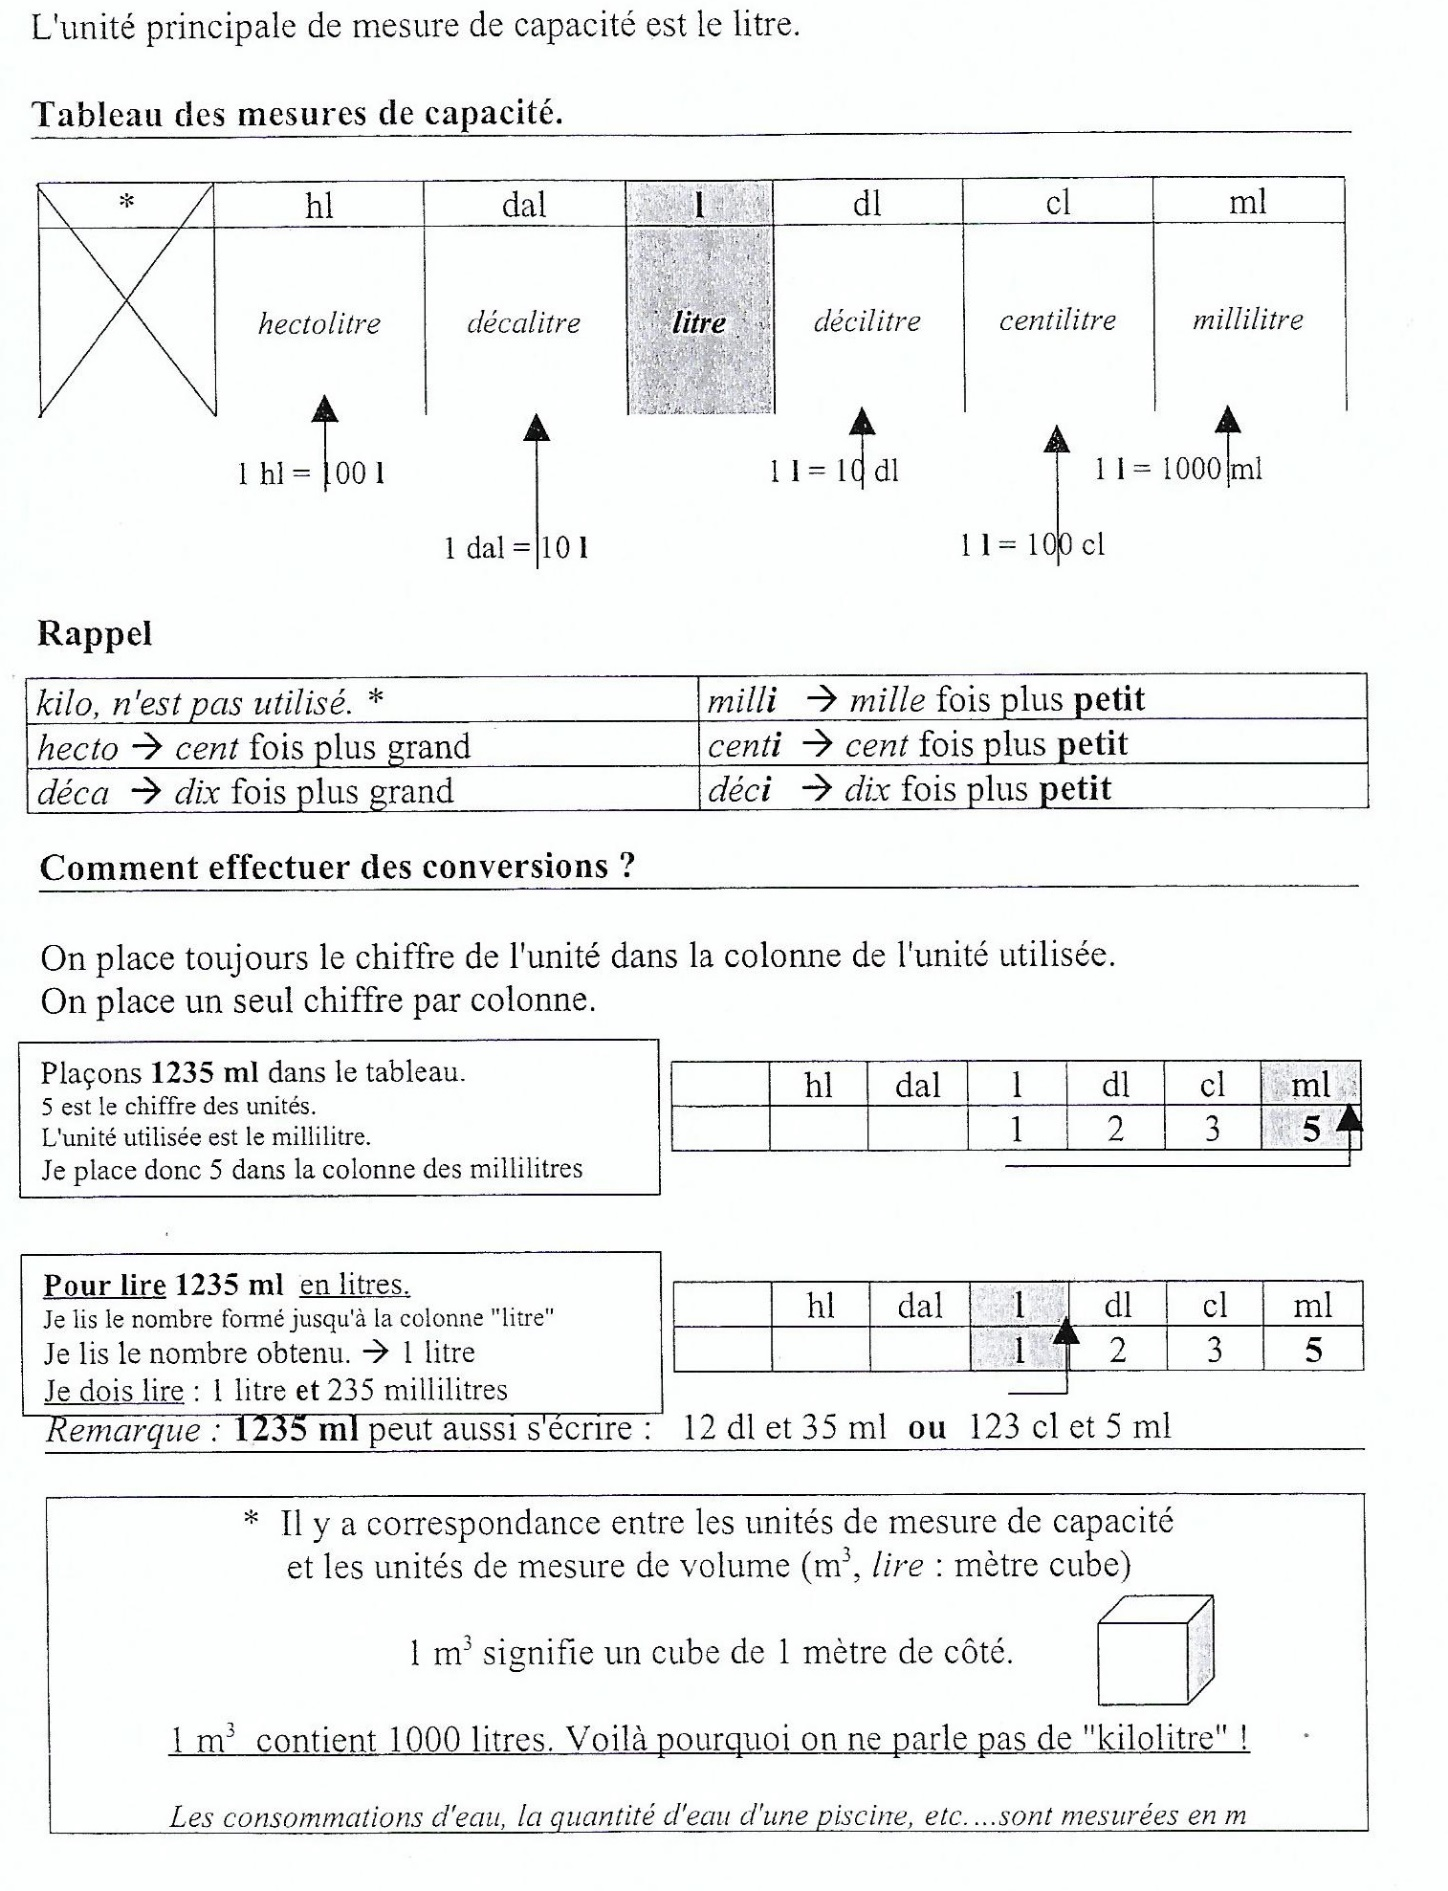 L'unité principale de mesure de capacité est le litre.
Tableau des mesures de capacité.
* hl dal l dl cl ml
hectolitre décalitre litre décilitre centilitre millilitre
1 hl = 100 l 1 l = 10 dl 1 l = 1000 ml
1 dal = 10 l 1 l = 100 cl
Rappel
kilo, n'est pas utilisé. * milli → mille fois plus petit
hecto → cent fois plus grand centi → cent fois plus petit
déca → dix fois plus grand déci → dix fois plus petit
Comment effectuer des conversions ?
On place toujours le chiffre de l'unité dans la colonne de l'unité utilisée.
On place un seul chiffre par colonne.
Plaçons 1235 ml dans le tableau.
5 est le chiffre des unités.
L'unité utilisée est le millilitre.
Je place donc 5 dans la colonne des millilitres
hl dal l dl cl ml
1 2 3 5
Pour lire 1235 ml en litres.
Je lis le nombre formé jusqu'à la colonne "litre"
Je lis le nombre obtenu. → 1 litre
Je dois lire : 1 litre et 235 millilitres
hl dal l dl cl ml
1 2 3 5
Remarque : 1235 ml peut aussi s'écrire : 12 dl et 35 ml ou 123 cl et 5 ml
* Il y a correspondance entre les unités de mesure de capacité
et les unités de mesure de volume (m³, lire : mètre cube)
1 m³ signifie un cube de 1 mètre de côté.
1 m³ contient 1000 litres. Voilà pourquoi on ne parle pas de "kilolitre" !
Les consommations d'eau, la quantité d'eau d'une piscine, etc....sont mesurées en m